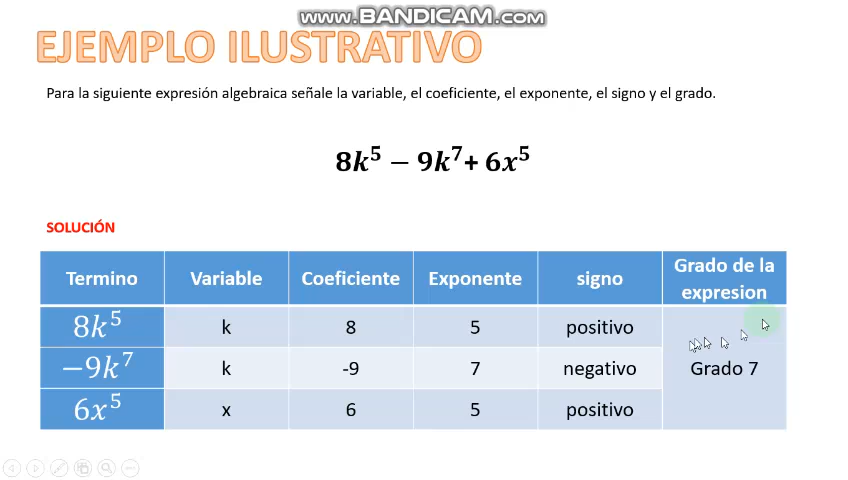 www.BANDICAM.com
EJEMPLO ILUSTRATIVO
Para la siguiente expresión algebraica señale la variable, el coeficiente, el exponente, el signo y el grado.
8k⁵ − 9k⁷+ 6x⁵
SOLUCIÓN
Termino Variable Coeficiente Exponente signo Grado de la expresion
8k⁵ k 8 5 positivo
−9k⁷ k -9 7 negativo Grado 7
6x⁵ x 6 5 positivo